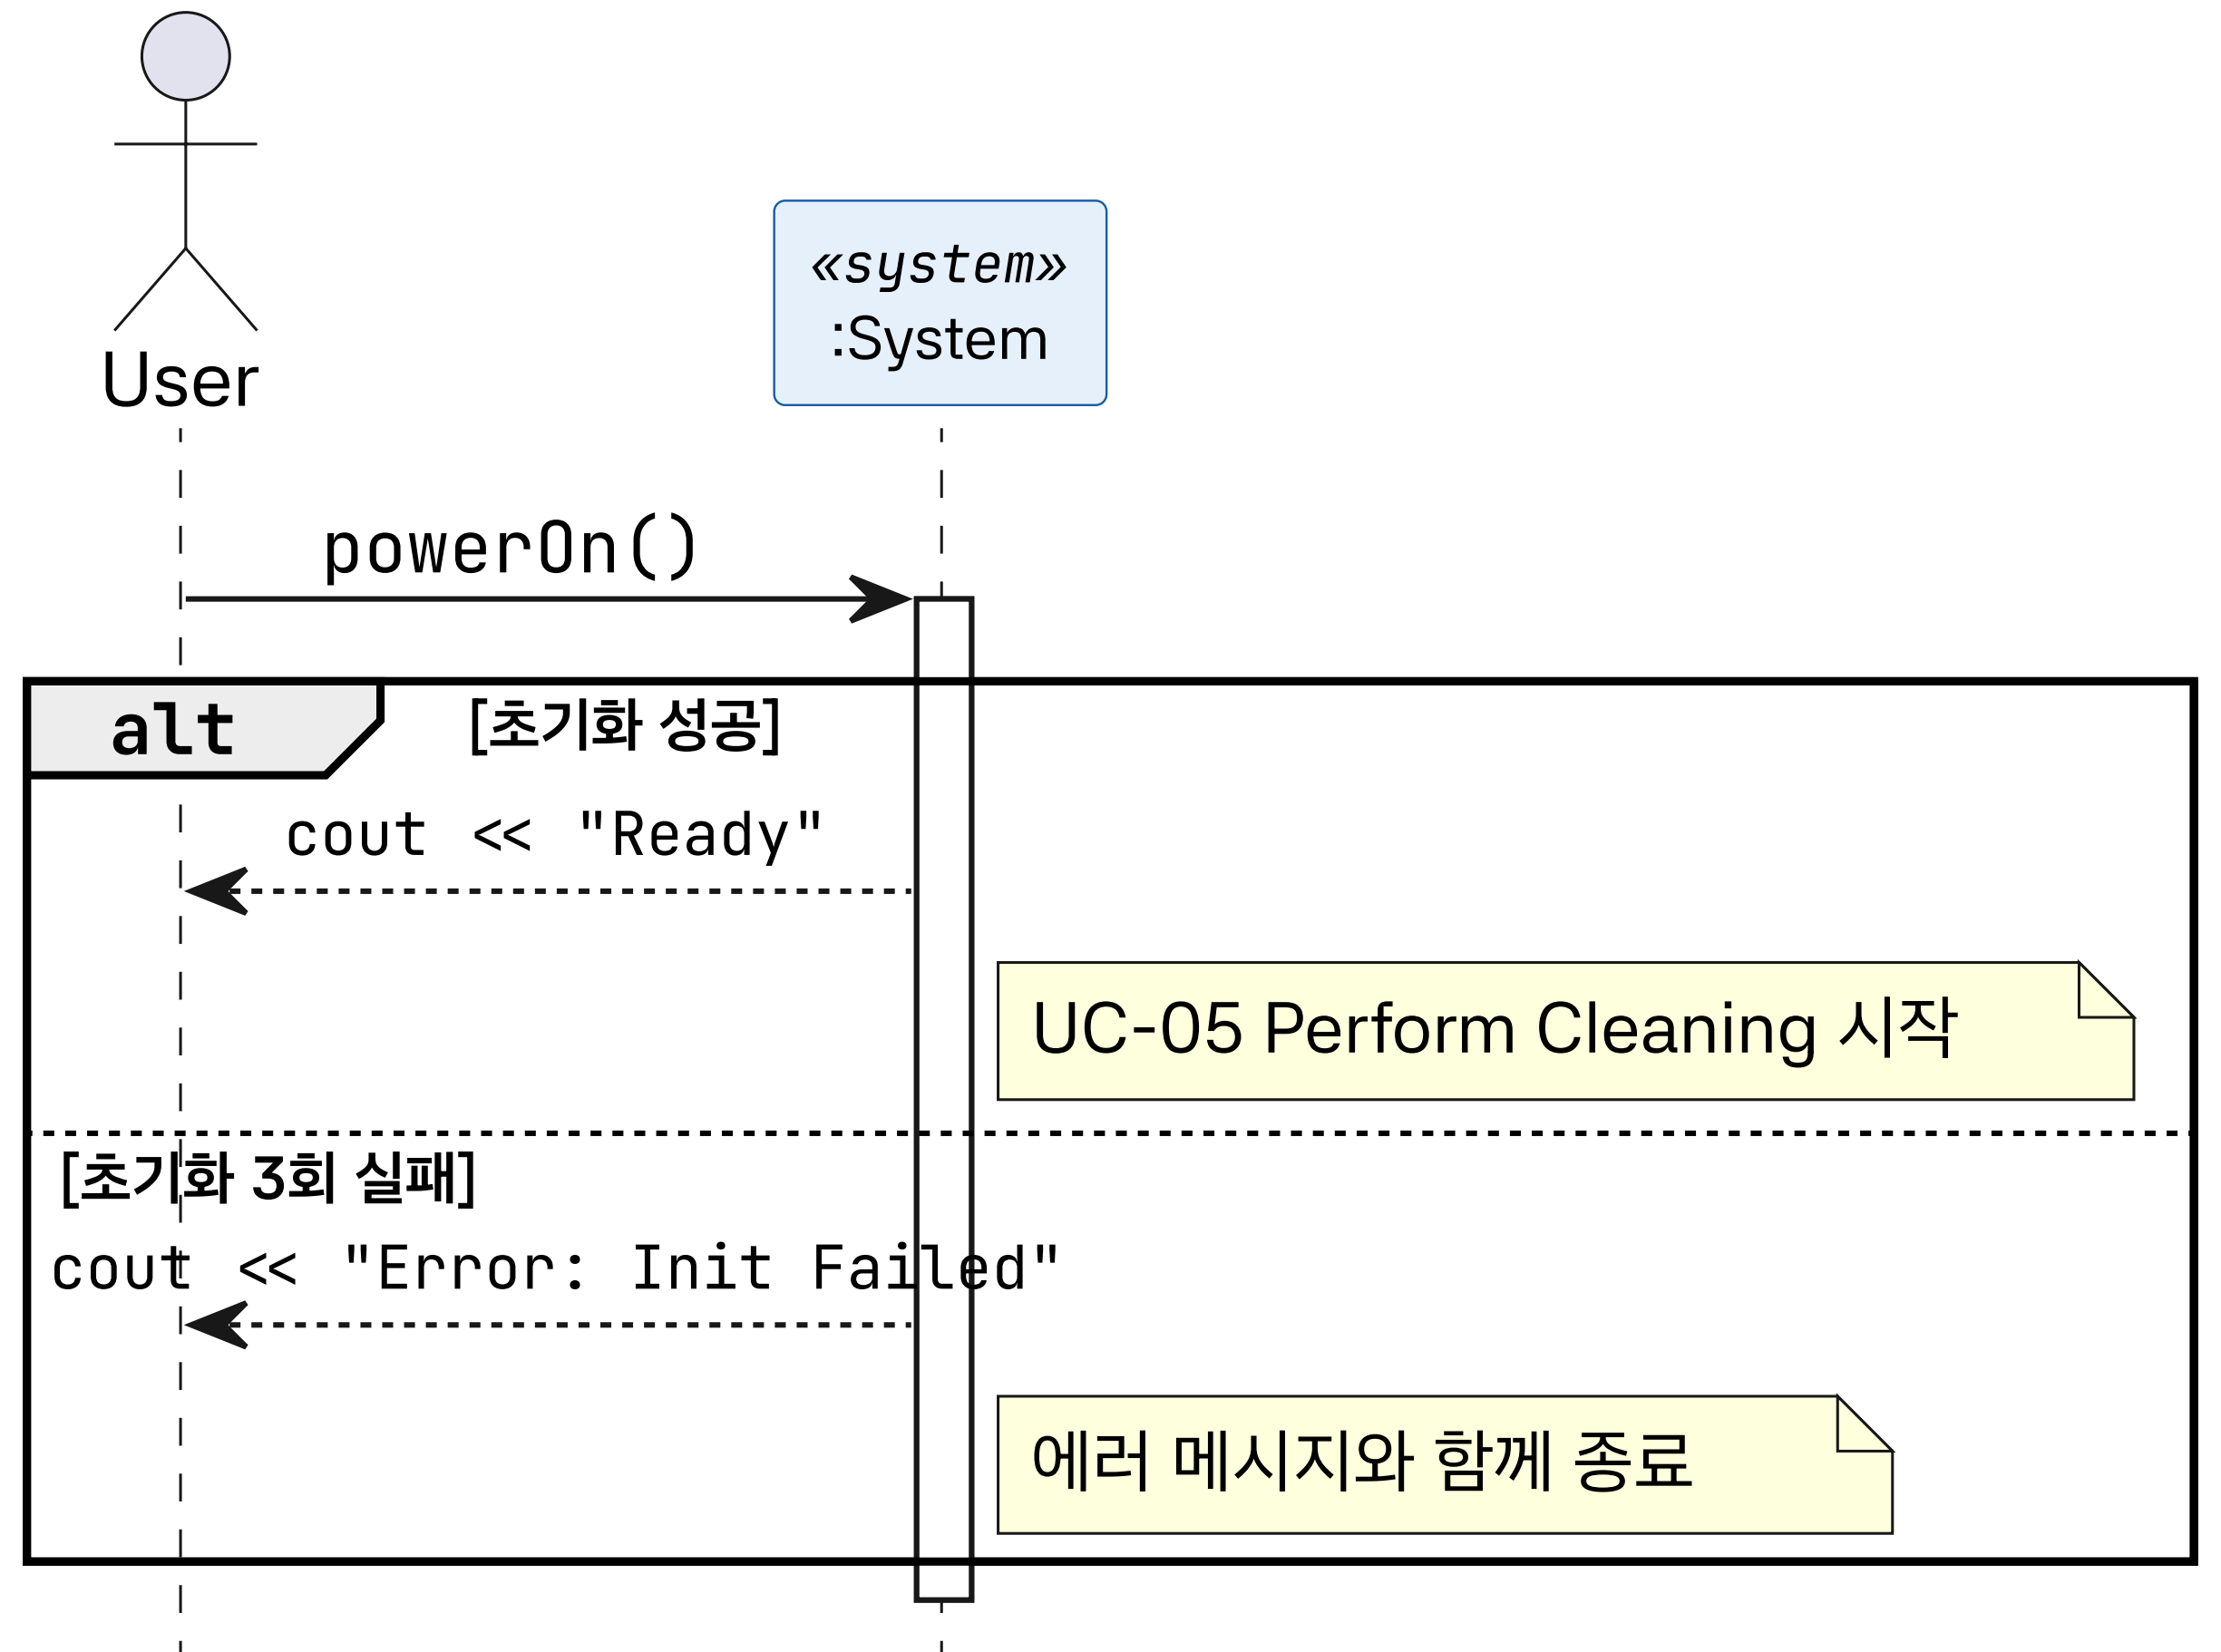 User
«system»
:System
powerOn()
alt [초기화 성공]
cout << "Ready"
UC-05 Perform Cleaning 시작
[초기화 3회 실패]
cout << "Error: Init Failed"
에러 메시지와 함께 종료